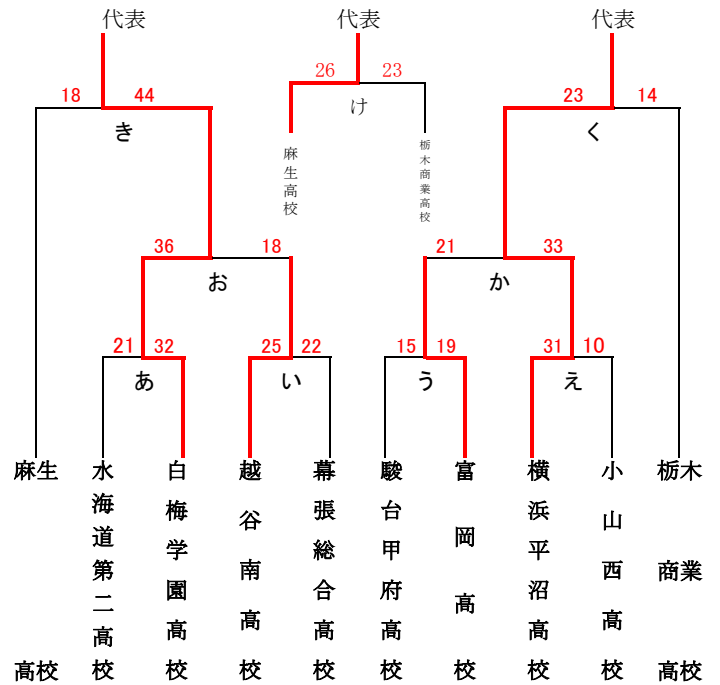 代表 代表 代表
26 23
18 44 23 14
け
き く
麻生高校
栃木商業高校
36 18 21 33
お か
21 32 25 22 15 19 31 10
あ い う え
麻生高校
水海道第二高校
白梅学園高校
越谷南高校
幕張総合高校
駿台甲府高校
富岡高校
横浜平沼高校
小山西高校
栃木商業高校